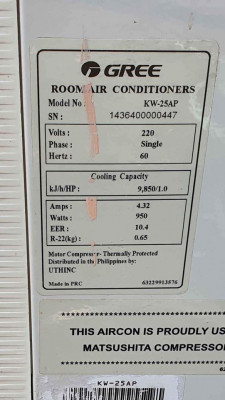 GREE
ROOM AIR CONDITIONERS
Model No : KW-25AP
SN : 1436400000447
Volts : 220
Phase : Single
Hertz : 60
Cooling Capacity
kJ/h/HP : 9,850/1.0
Amps : 4.32
Watts : 950
EER : 10.4
R-22(kg) : 0.65
Motor Compressor- Thermally Protected
Distributed in the Philippines by:
UTHINC
Made in PRC 63229913576
THIS AIRCON IS PROUDLY US
MATSUSHITA COMPRESSO
KW-25AP